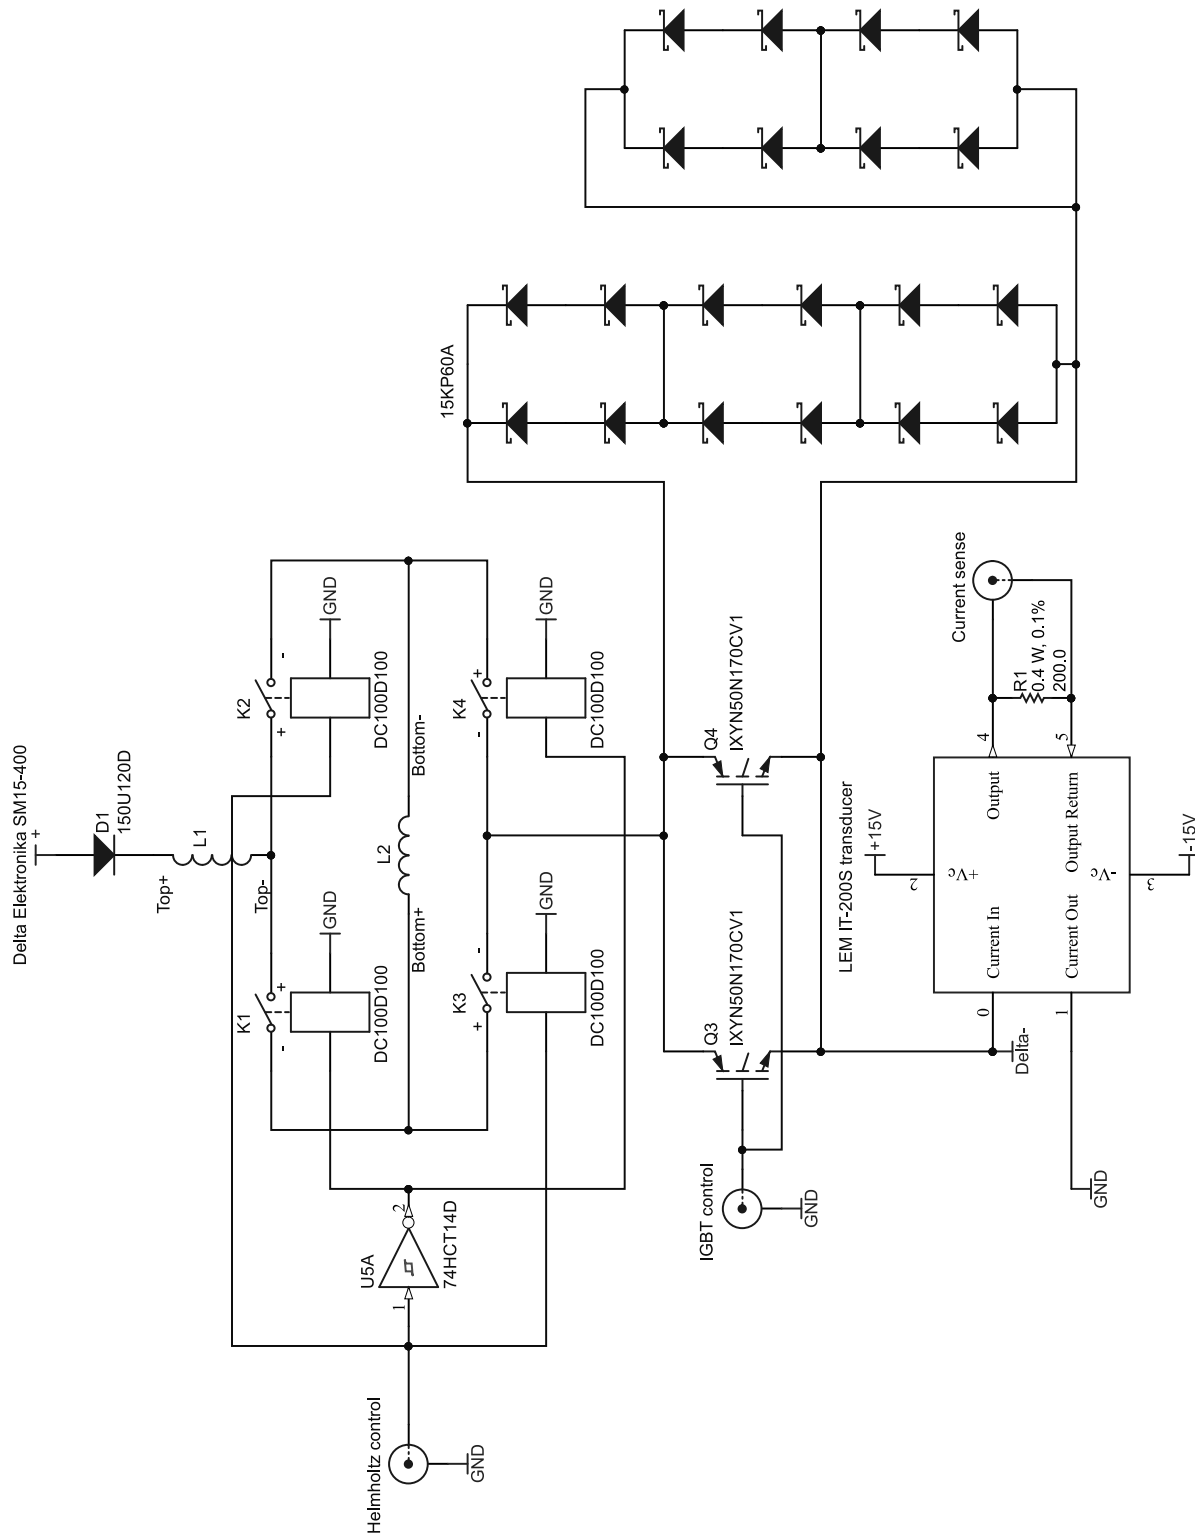 Delta Elektronika SM15-400
+
D1
150U120D
L1
Top+
Top-
K2
+
-
GND
DC100D100
K1
-
+
GND
DC100D100
L2
Bottom+
Bottom-
K4
-
+
GND
DC100D100
K3
+
-
GND
DC100D100
U5A
1
2
74HCT14D
Helmholtz control
GND
15KP60A
Q4
IXYN50N170CV1
Q3
IXYN50N170CV1
IGBT control
GND
LEM IT-200S transducer
Current sense
R1
0.4 W, 0.1%
200.0
+15V
-15V
2
+Vc
-Vc
3
4
5
Output
Output Return
Current In
Current Out
0
1
Delta-
GND